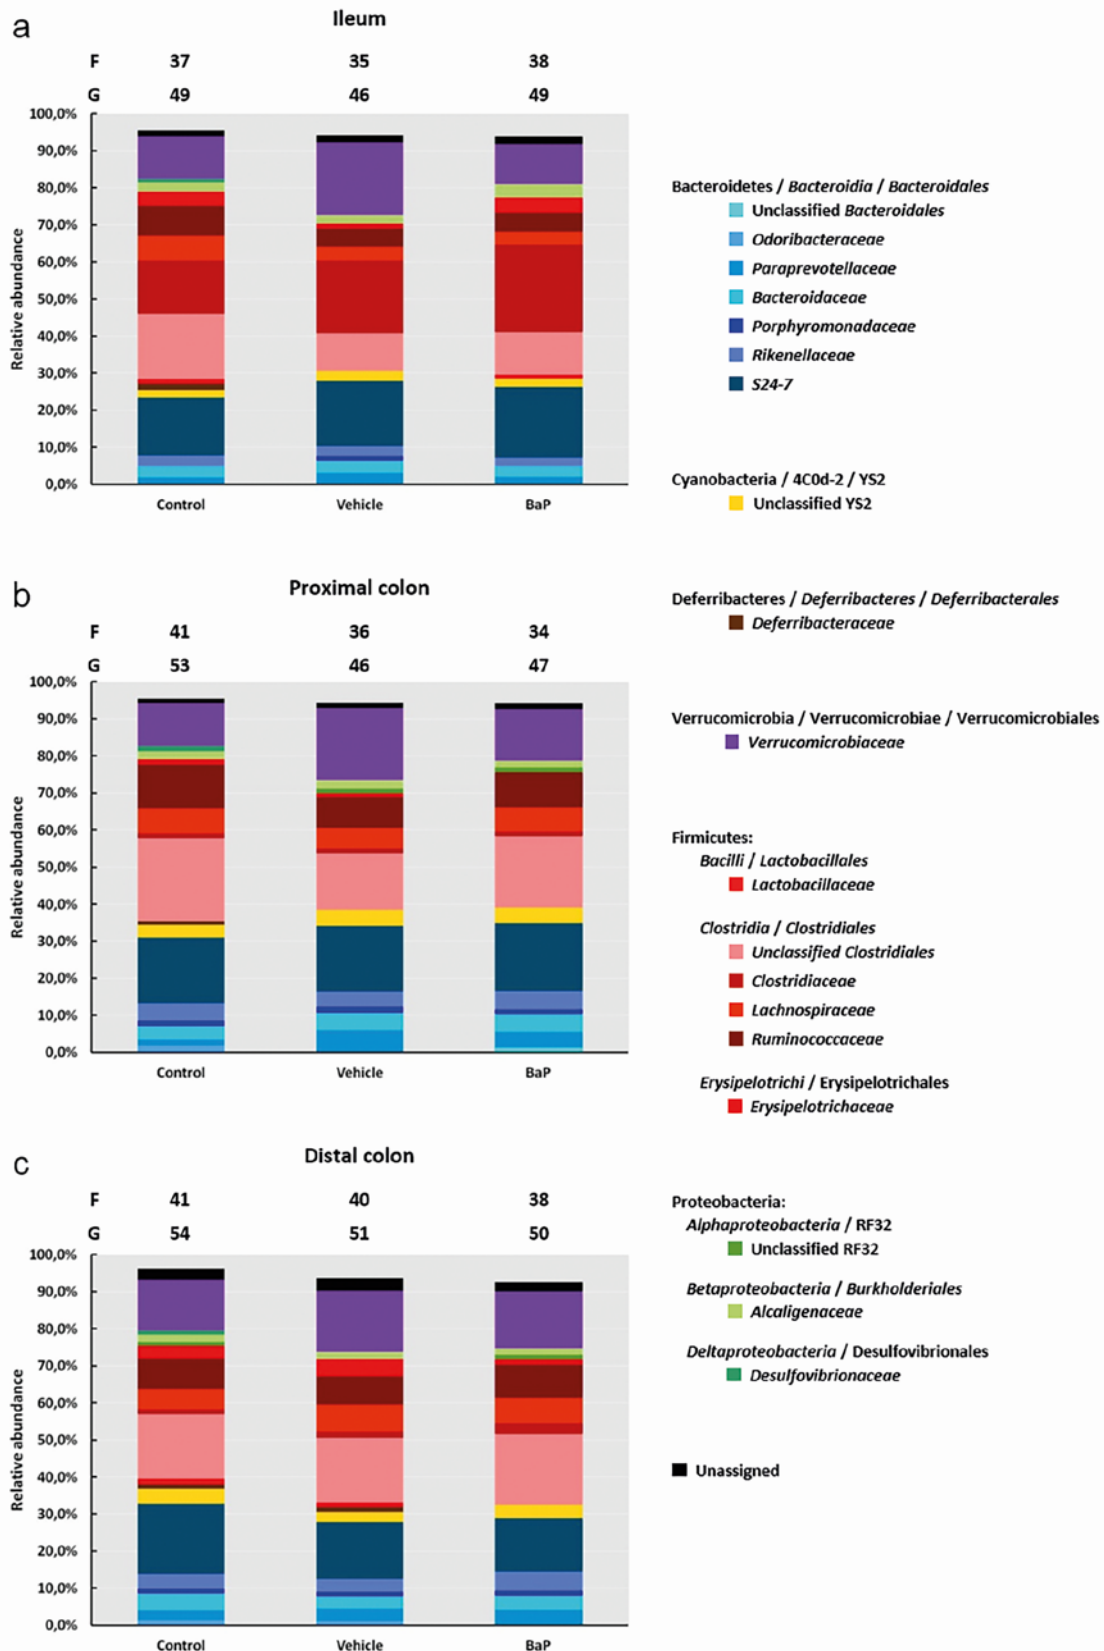 a
Ileum
F 37 35 38
G 49 46 49
100,0%
90,0%
80,0%
70,0%
60,0%
50,0%
40,0%
30,0%
20,0%
10,0%
0,0%
Relative abundance
Control Vehicle BaP
b
Proximal colon
F 41 36 34
G 53 46 47
100,0%
90,0%
80,0%
70,0%
60,0%
50,0%
40,0%
30,0%
20,0%
10,0%
0,0%
Relative abundance
Control Vehicle BaP
c
Distal colon
F 41 40 38
G 54 51 50
100,0%
90,0%
80,0%
70,0%
60,0%
50,0%
40,0%
30,0%
20,0%
10,0%
0,0%
Relative abundance
Control Vehicle BaP
Bacteroidetes / Bacteroidia / Bacteroidales
Unclassified Bacteroidales
Odoribacteraceae
Paraprevotellaceae
Bacteroidaceae
Porphyromonadaceae
Rikenellaceae
S24-7
Cyanobacteria / 4C0d-2 / YS2
Unclassified YS2
Deferribacteres / Deferribacteres / Deferribacterales
Deferribacteraceae
Verrucomicrobia / Verrucomicrobiae / Verrucomicrobiales
Verrucomicrobiaceae
Firmicutes:
Bacilli / Lactobacillales
Lactobacillaceae
Clostridia / Clostridiales
Unclassified Clostridiales
Clostridiaceae
Lachnospiraceae
Ruminococcaceae
Erysipelotrichi / Erysipelotrichales
Erysipelotrichaceae
Proteobacteria:
Alphaproteobacteria / RF32
Unclassified RF32
Betaproteobacteria / Burkholderiales
Alcaligenaceae
Deltaproteobacteria / Desulfovibrionales
Desulfovibrionaceae
Unassigned